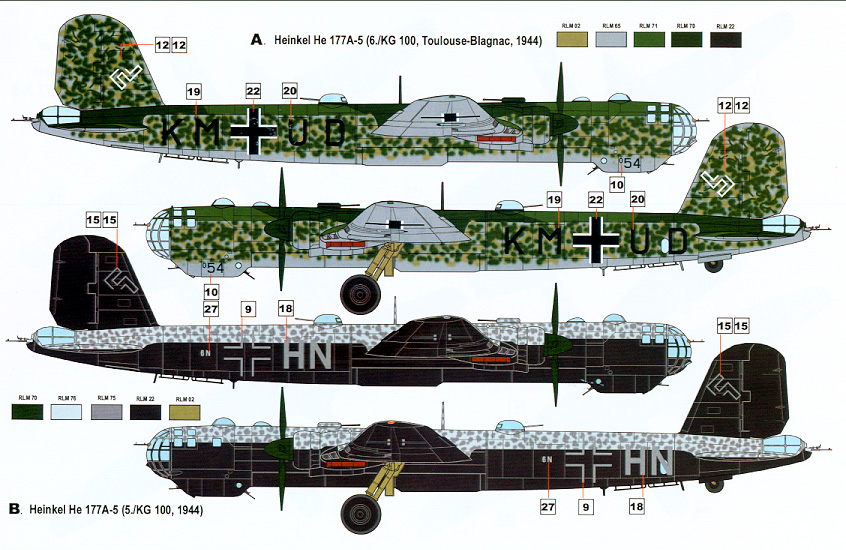 A. Heinkel He 177A-5 (6./KG 100, Toulouse-Blagnac, 1944)
RLM 02 RLM 65 RLM 71 RLM 70 RLM 22
12 12
19 22 20
KM UD
54
10
12 12
19 22 20
KM UD
54
10
15 15
27 9 18
6N HN
15 15
RLM 70 RLM 76 RLM 75 RLM 22 RLM 02
6N HN
27 9 18
B. Heinkel He 177A-5 (5./KG 100, 1944)